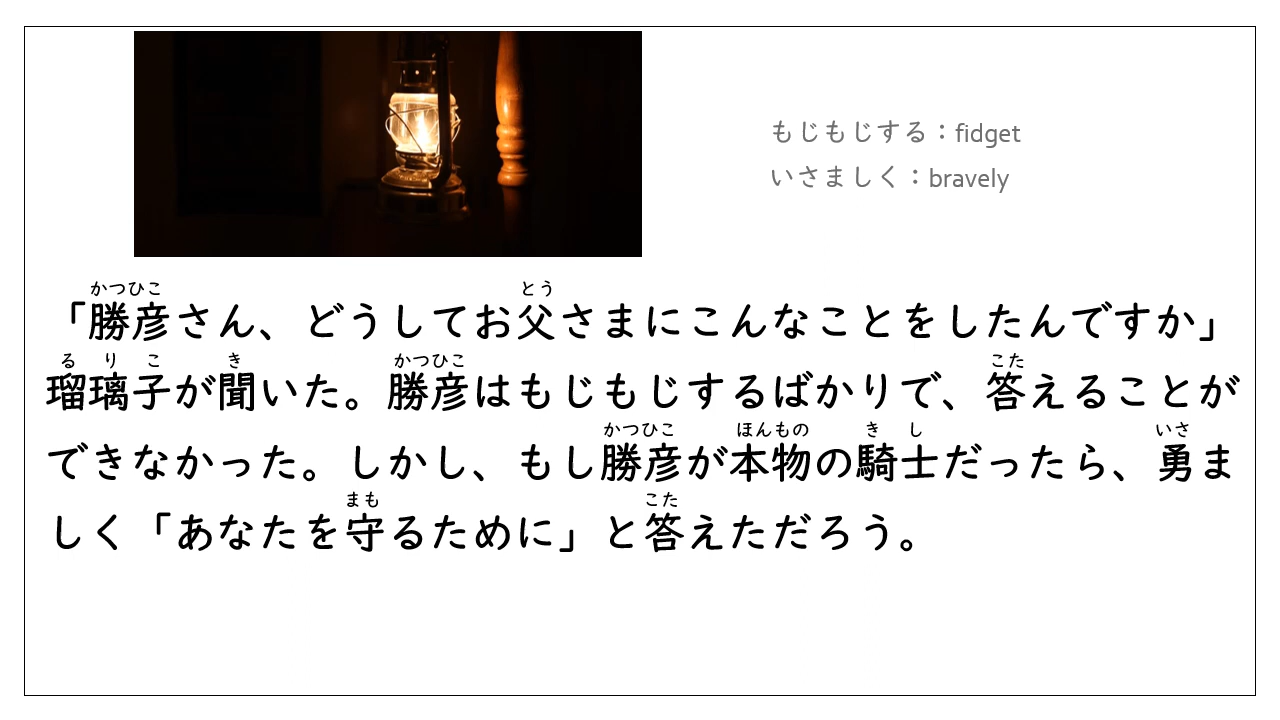 もじもじする：fidget
いさましく：bravely
かつひこ とう
「勝彦さん、どうしてお父さまにこんなことをしたんですか」
る り こ き かつひこ こた
瑠璃子が聞いた。勝彦はもじもじするばかりで、答えることが
かつひこ ほんもの き し いさ
できなかった。しかし、もし勝彦が本物の騎士だったら、勇ま
まも こた
しく「あなたを守るために」と答えただろう。